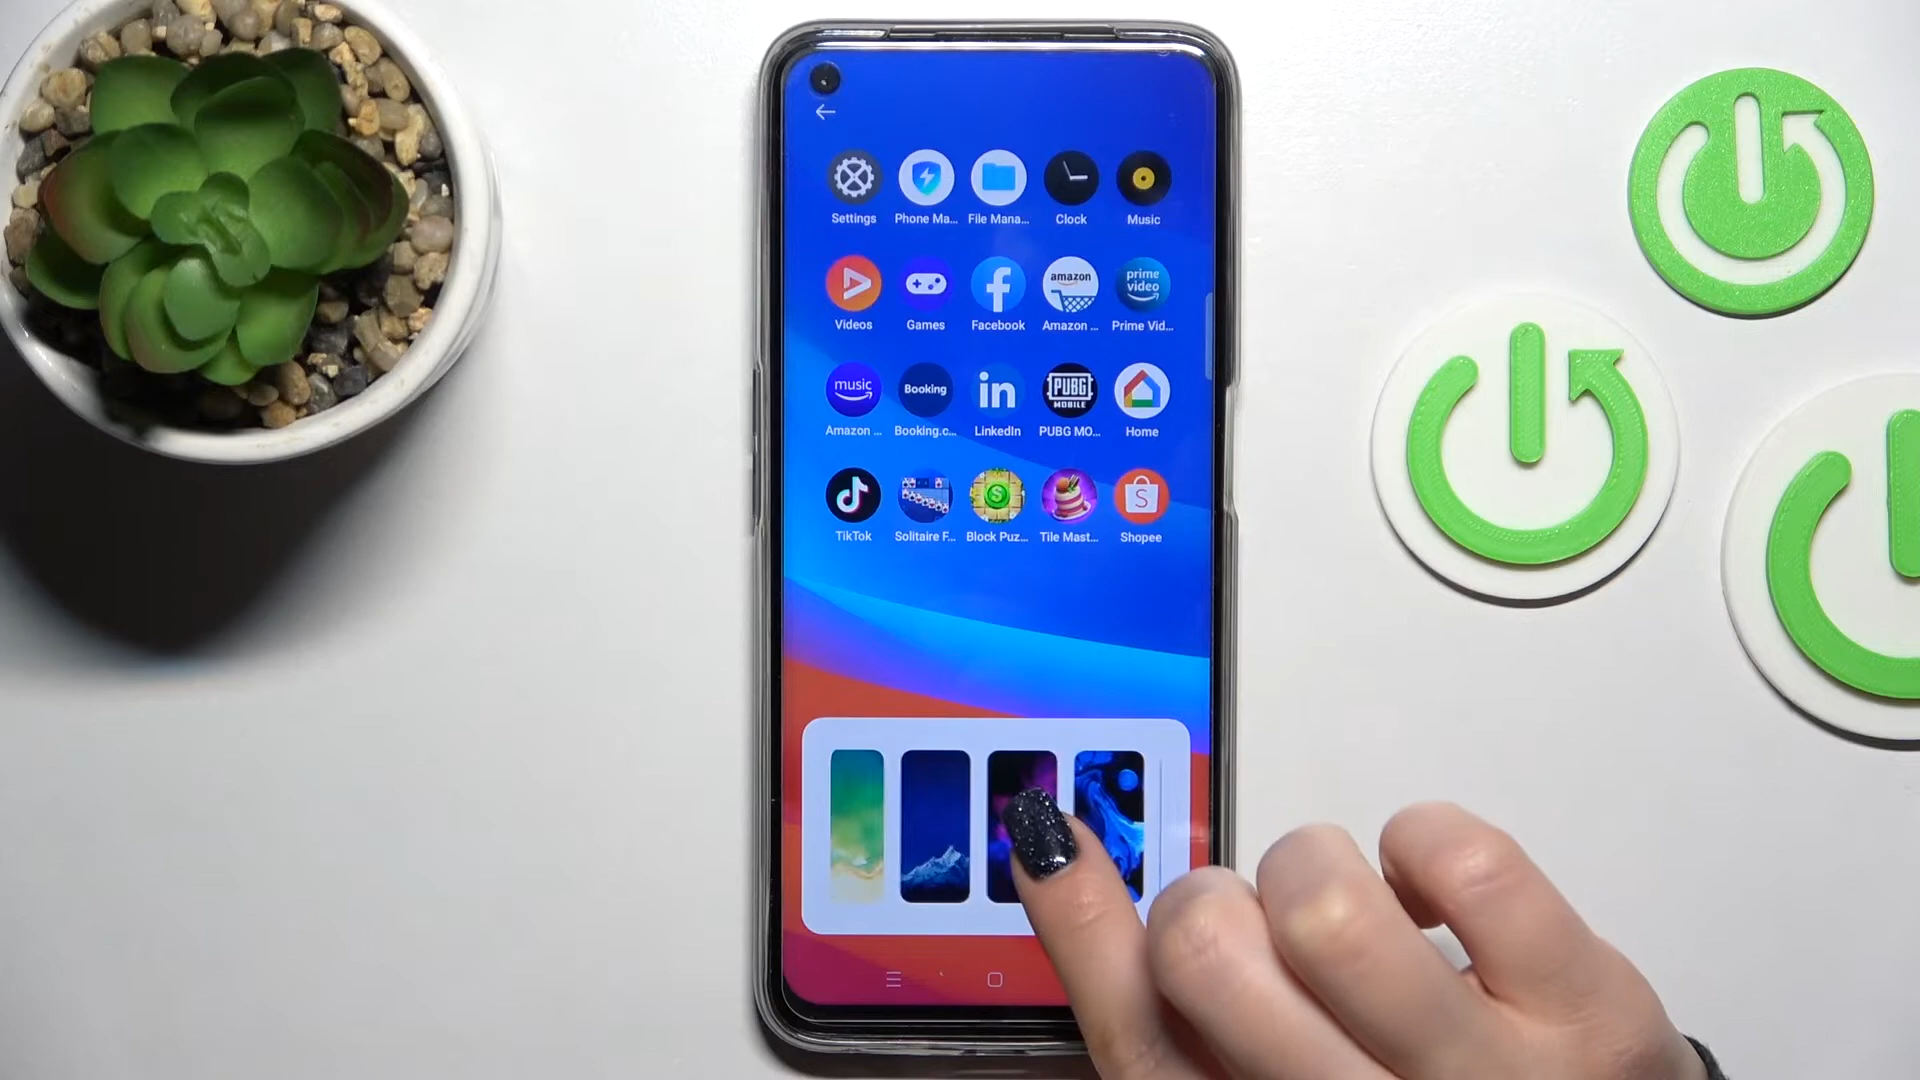 Settings Phone Ma... File Mana... Clock Music
amazon prime video
Videos Games Facebook Amazon ... Prime Vid...
music Booking in PUBG MOBILE
Amazon ... Booking.c... LinkedIn PUBG MO... Home
TikTok Solitaire F... Block Puz... Tile Mast... Shopee